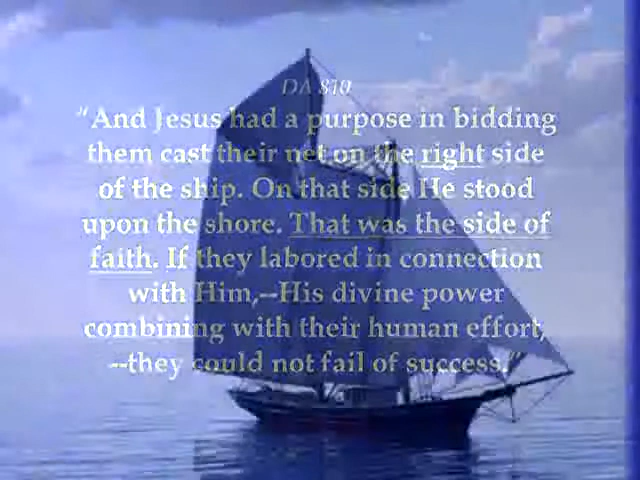 DA 810
“And Jesus had a purpose in bidding
them cast their net on the right side
of the ship. On that side He stood
upon the shore. That was the side of
faith. If they labored in connection
with Him,--His divine power
combining with their human effort,
--they could not fail of success.